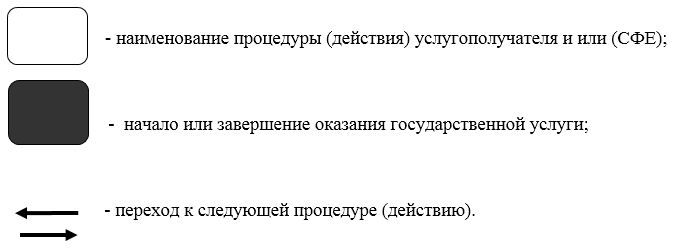 - наименование процедуры (действия) услугополучателя и или (СФЕ);
- начало или завершение оказания государственной услуги;
- переход к следующей процедуре (действию).